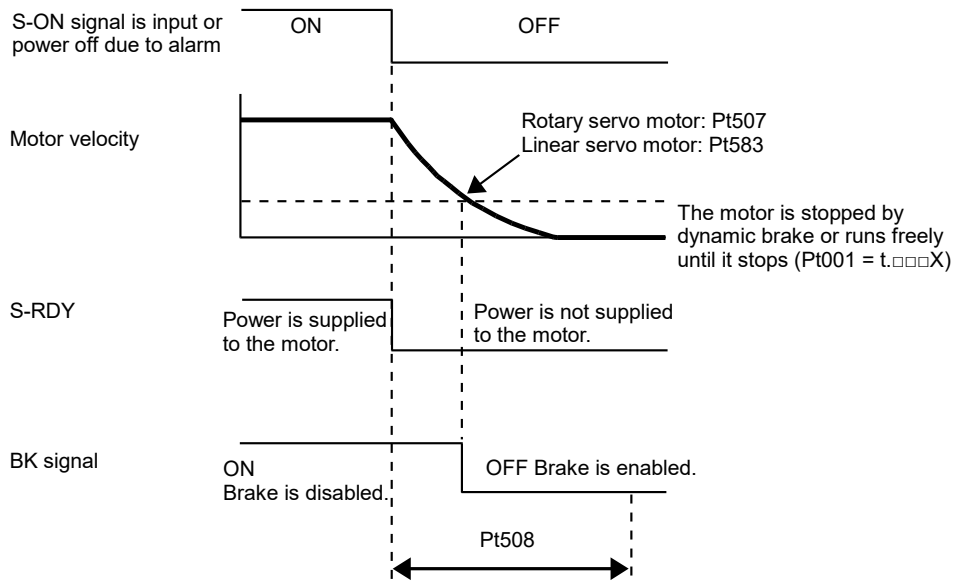 S-ON signal is input or
power off due to alarm
ON
OFF
Motor velocity
Rotary servo motor: Pt507
Linear servo motor: Pt583
The motor is stopped by
dynamic brake or runs freely
until it stops (Pt001 = t.□□□X)
S-RDY
Power is supplied
to the motor.
Power is not supplied
to the motor.
BK signal
ON
Brake is disabled.
OFF Brake is enabled.
Pt508